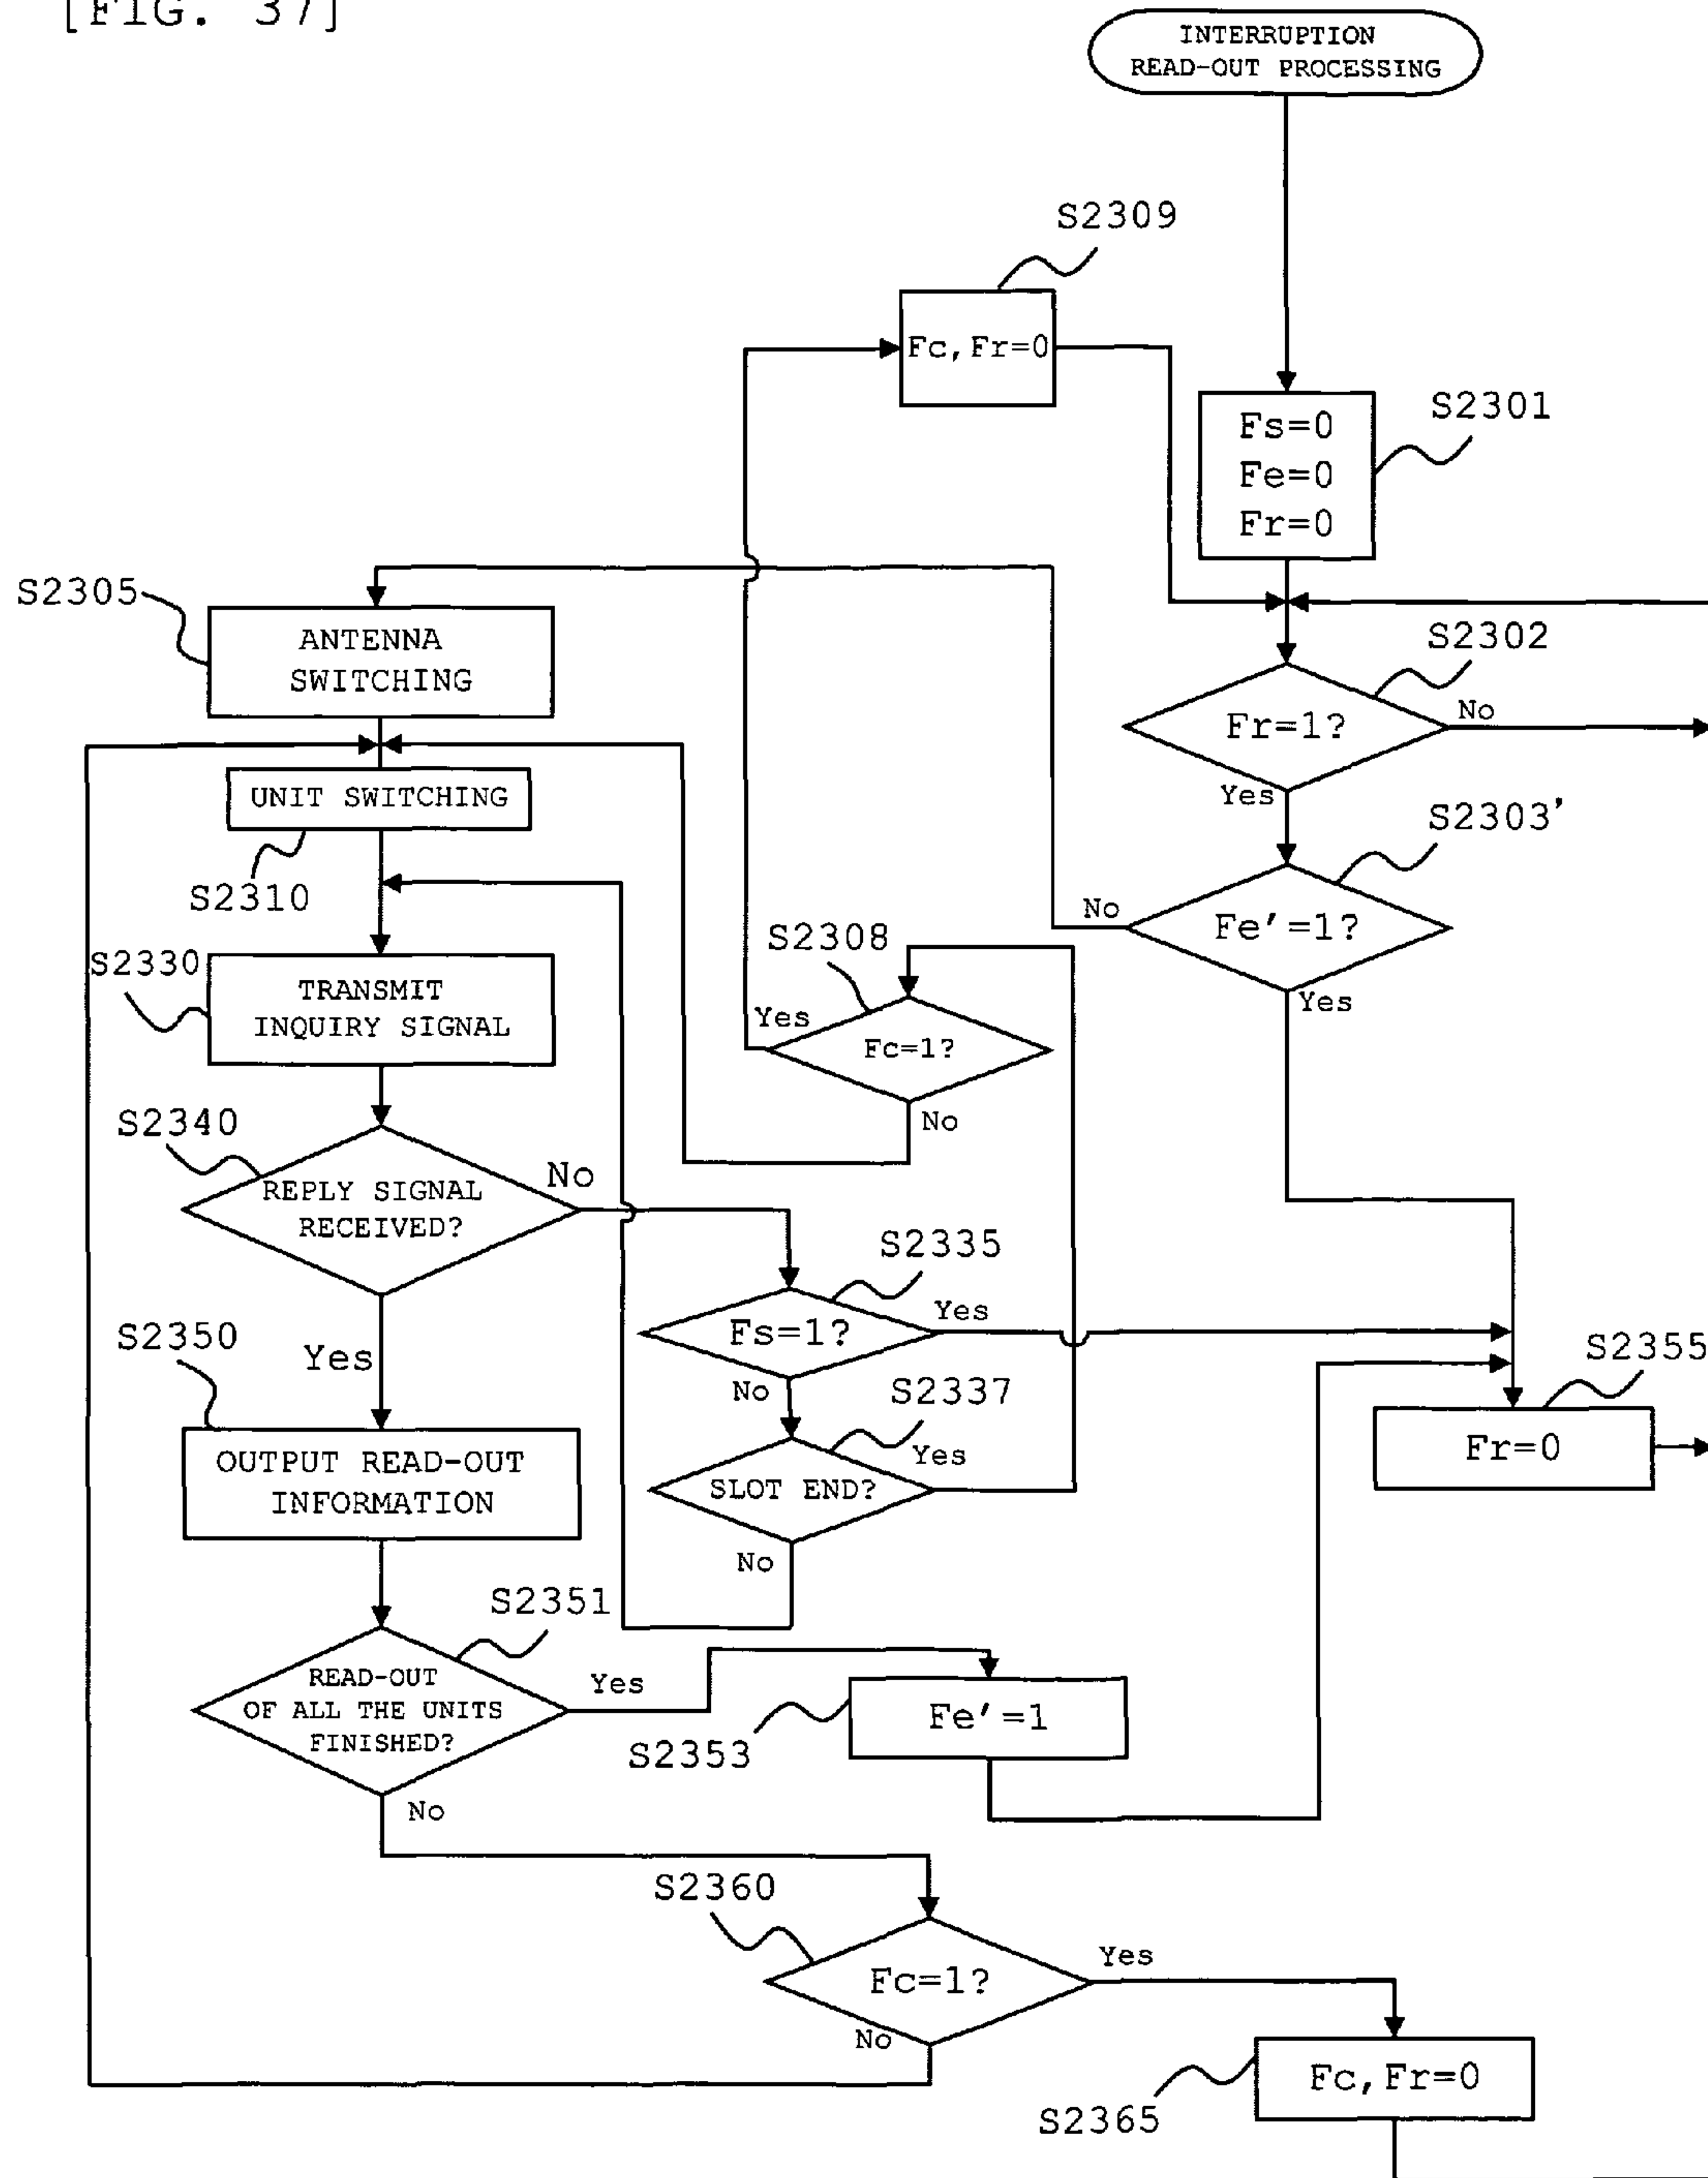 [FIG. 37]
INTERRUPTION
READ-OUT PROCESSING
S2309
Fc, Fr=0
S2301
Fs=0
Fe=0
Fr=0
S2305
ANTENNA
SWITCHING
S2302
Fr=1?
No
Yes
UNIT SWITCHING
S2310
S2303'
Fe'=1?
No
Yes
S2308
Fc=1?
Yes
No
S2330
TRANSMIT
INQUIRY SIGNAL
S2340
REPLY SIGNAL
RECEIVED?
No
Yes
S2335
Fs=1?
Yes
No
S2337
SLOT END?
Yes
No
S2355
Fr=0
S2350
OUTPUT READ-OUT
INFORMATION
S2351
READ-OUT
OF ALL THE UNITS
FINISHED?
Yes
No
Fe'=1
S2353
S2360
Fc=1?
Yes
No
Fc, Fr=0
S2365